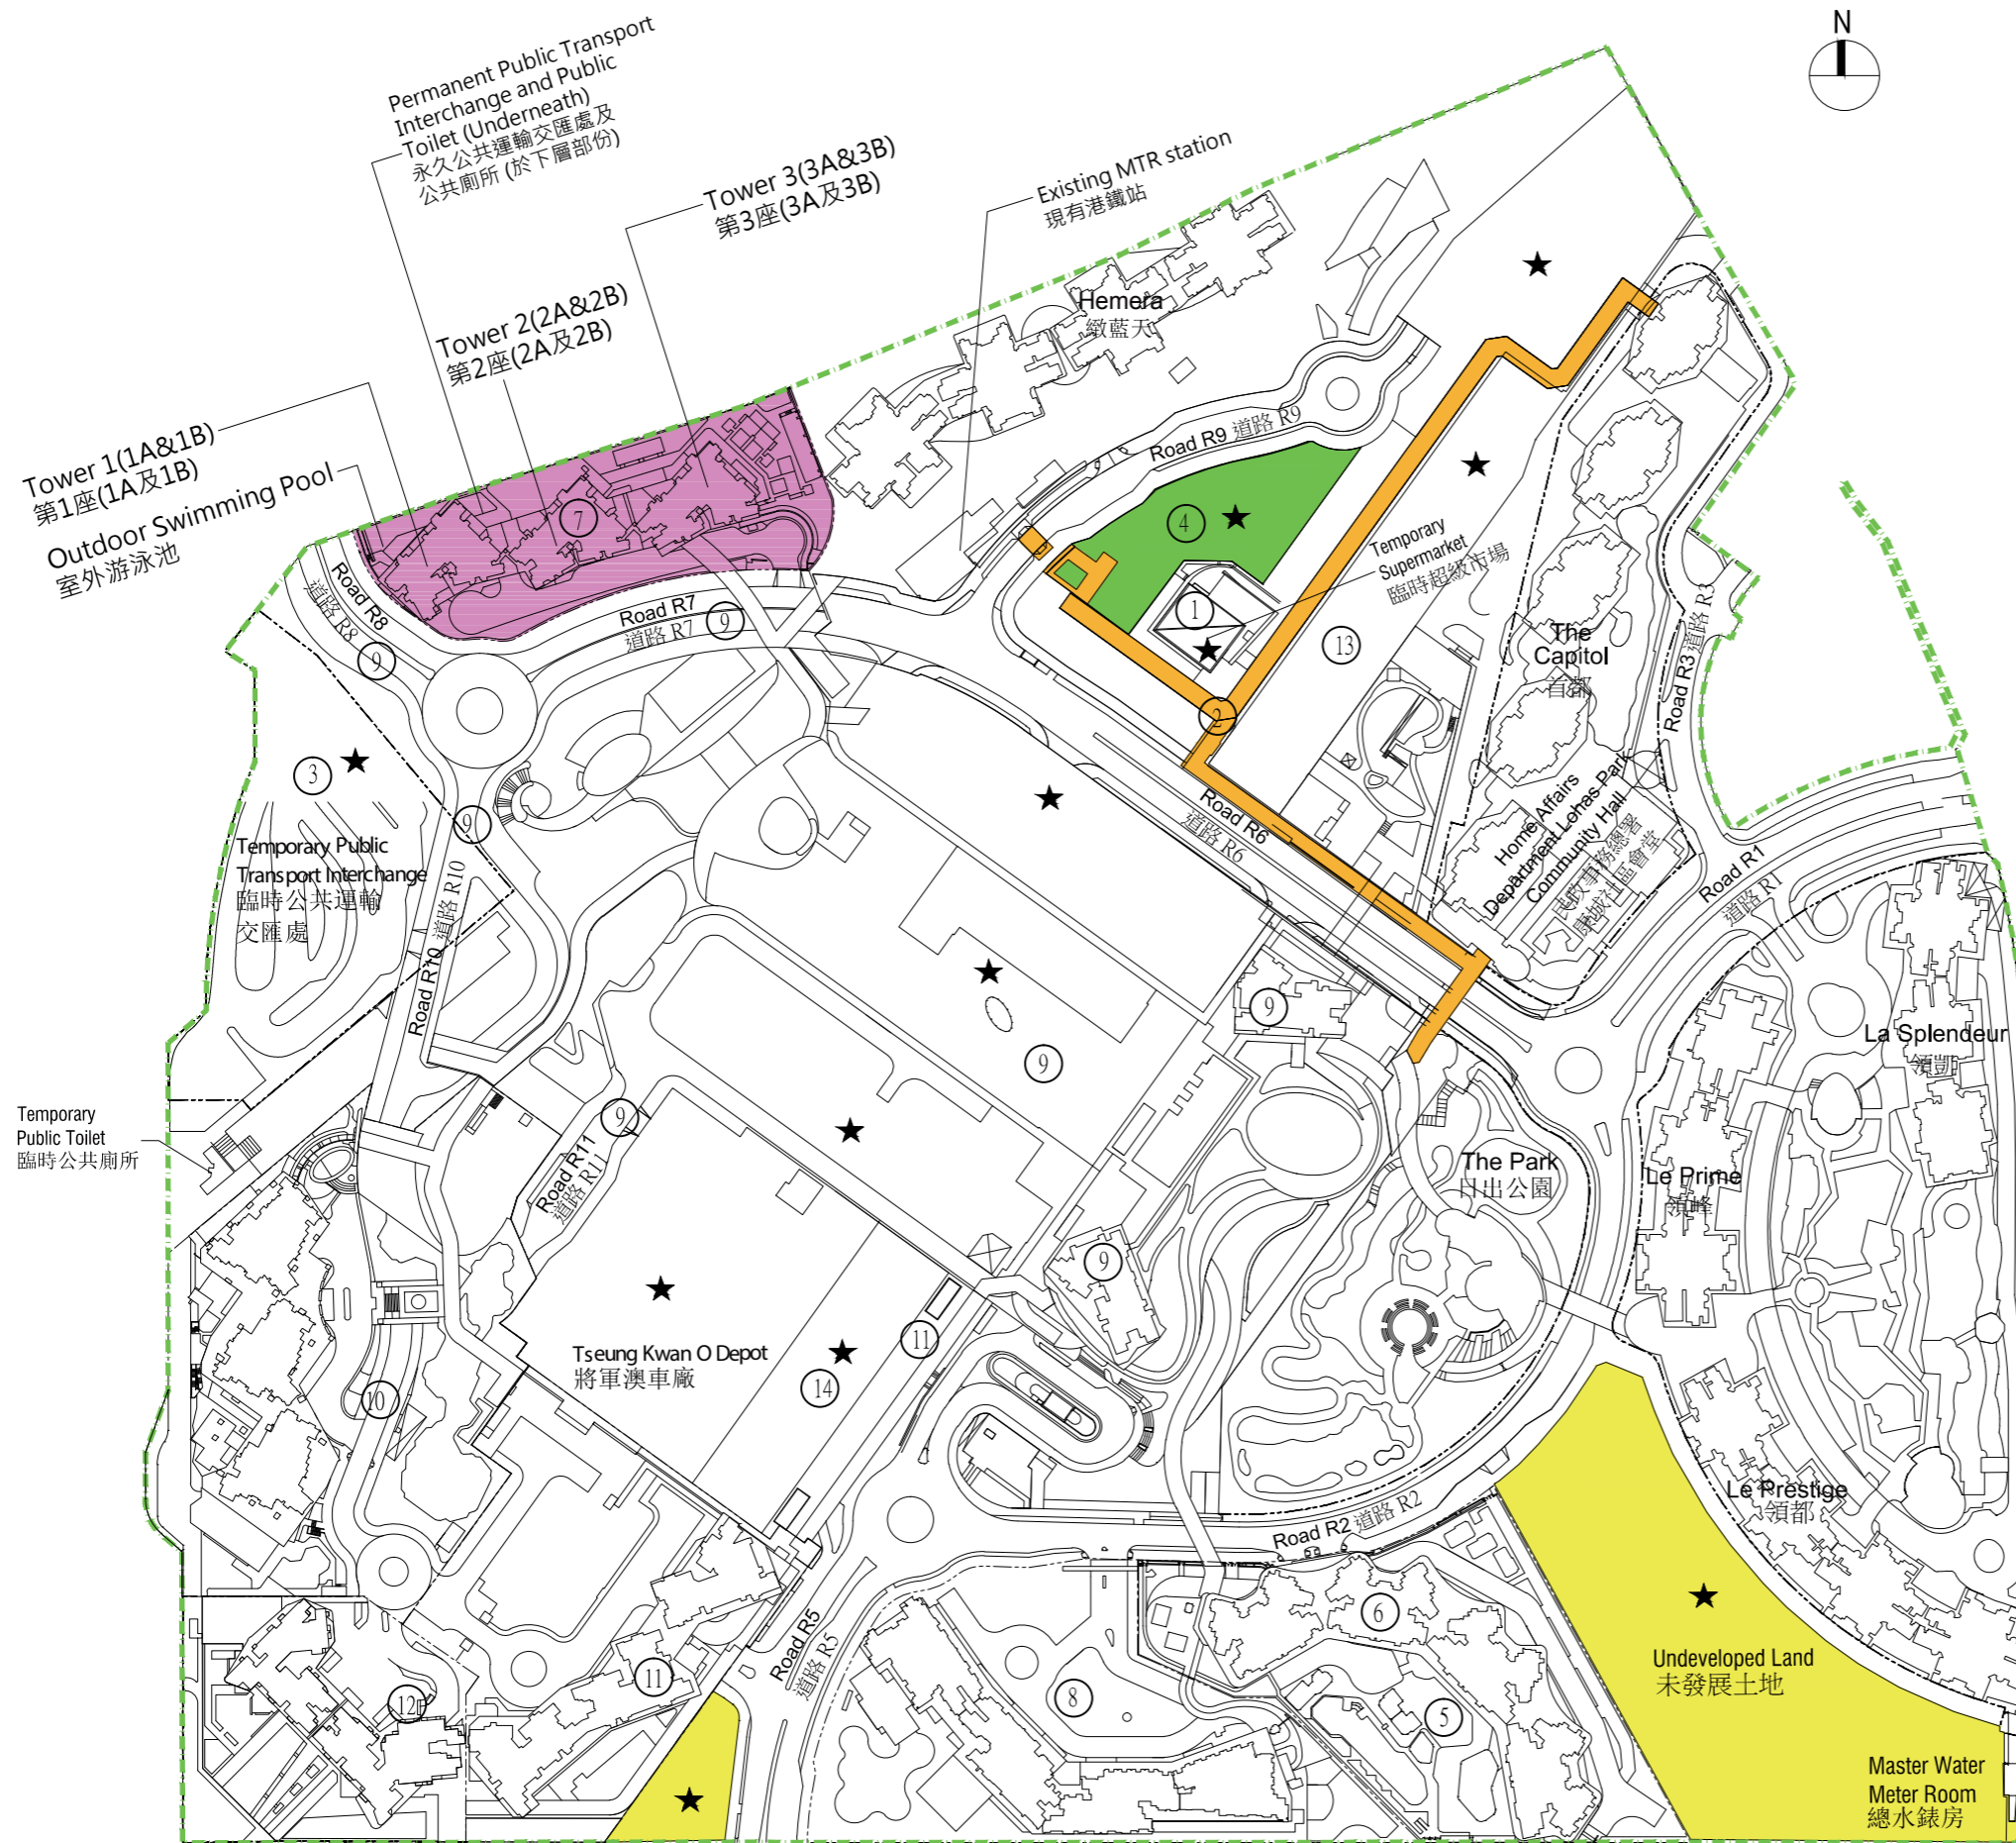 N
Permanent Public Transport
Interchange and Public
Toilet (Underneath)
永久公共運輸交匯處及
公共廁所 (於下層部份)
Tower 3(3A&3B)
第3座(3A及3B)
Existing MTR station
現有港鐵站
Tower 2(2A&2B)
第2座(2A及2B)
Hemera
緻藍天
Tower 1(1A&1B)
第1座(1A及1B)
Outdoor Swimming Pool
室外游泳池
7
Road R9 道路 R9
4
Temporary
Supermarket
臨時超級市場
Road R8
道路 R8
9
Road R7
道路 R7
9
1
13
The
Capitol
首都
Road R3 道路 R3
2
3
Temporary Public
Transport Interchange
臨時公共運輸
交匯處
9
Road R10 道路 R10
Road R6
道路 R6
Home Affairs
Department Lohas Park
Community Hall
民政事務總署
康城社區會堂
Road R1
道路 R1
9
9
La Splendeur
領凱
Temporary
Public Toilet
臨時公共廁所
9
Road R11
道路 R11
The Park
日出公園
Le Prime
領峰
9
Tseung Kwan O Depot
將軍澳車廠
11
14
10
Le Prestige
領都
Road R2 道路 R2
Road R5
道路 R5
6
11
12
8
5
Undeveloped Land
未發展土地
Master Water
Meter Room
總水錶房